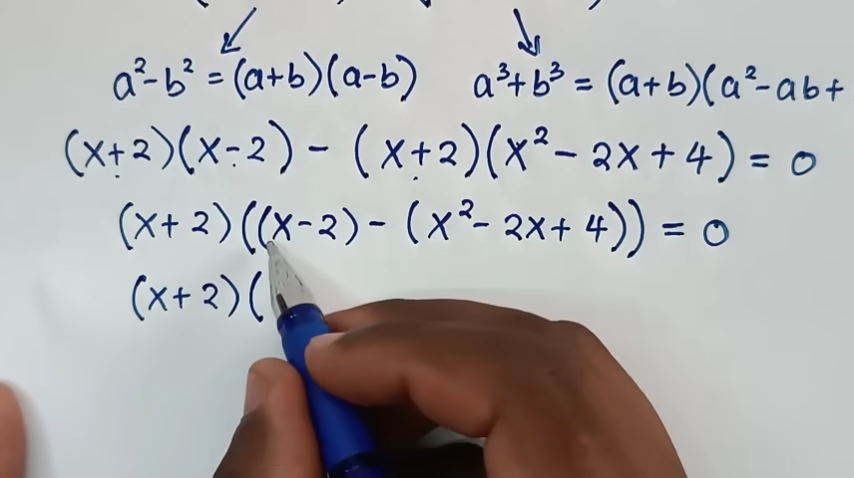 a² - b² = (a+b)(a-b) a³+b³ = (a+b)(a² - ab +
(x+2)(x-2) - (x+2)(x² - 2x + 4) = 0
(x+2)((x-2) - (x² - 2x + 4)) = 0
(x+2)(